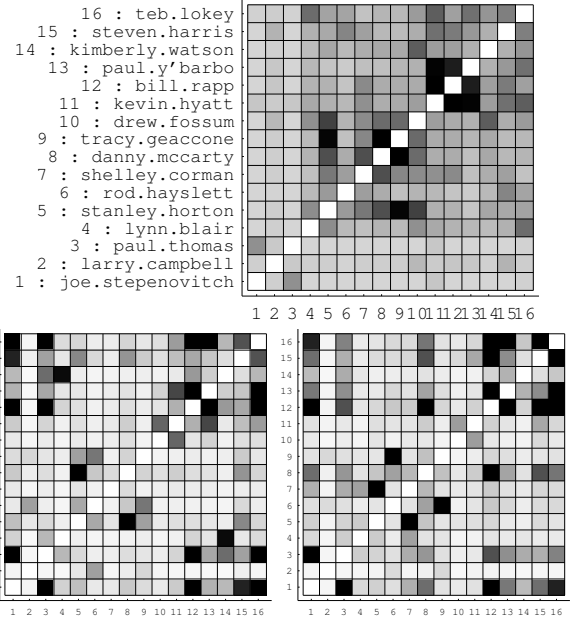 16 : teb.lokey
15 : steven.harris
14 : kimberly.watson
13 : paul.y'barbo
12 : bill.rapp
11 : kevin.hyatt
10 : drew.fossum
9 : tracy.geaccone
8 : danny.mccarty
7 : shelley.corman
6 : rod.hayslett
5 : stanley.horton
4 : lynn.blair
3 : paul.thomas
2 : larry.campbell
1 : joe.stepenovitch
1 2 3 4 5 6 7 8 9 10 11 12 13 14 15 16
16
15
14
13
12
11
10
9
8
7
6
5
4
3
2
1
1 2 3 4 5 6 7 8 9 10 11 12 13 14 15 16
1 2 3 4 5 6 7 8 9 10 11 12 13 14 15 16